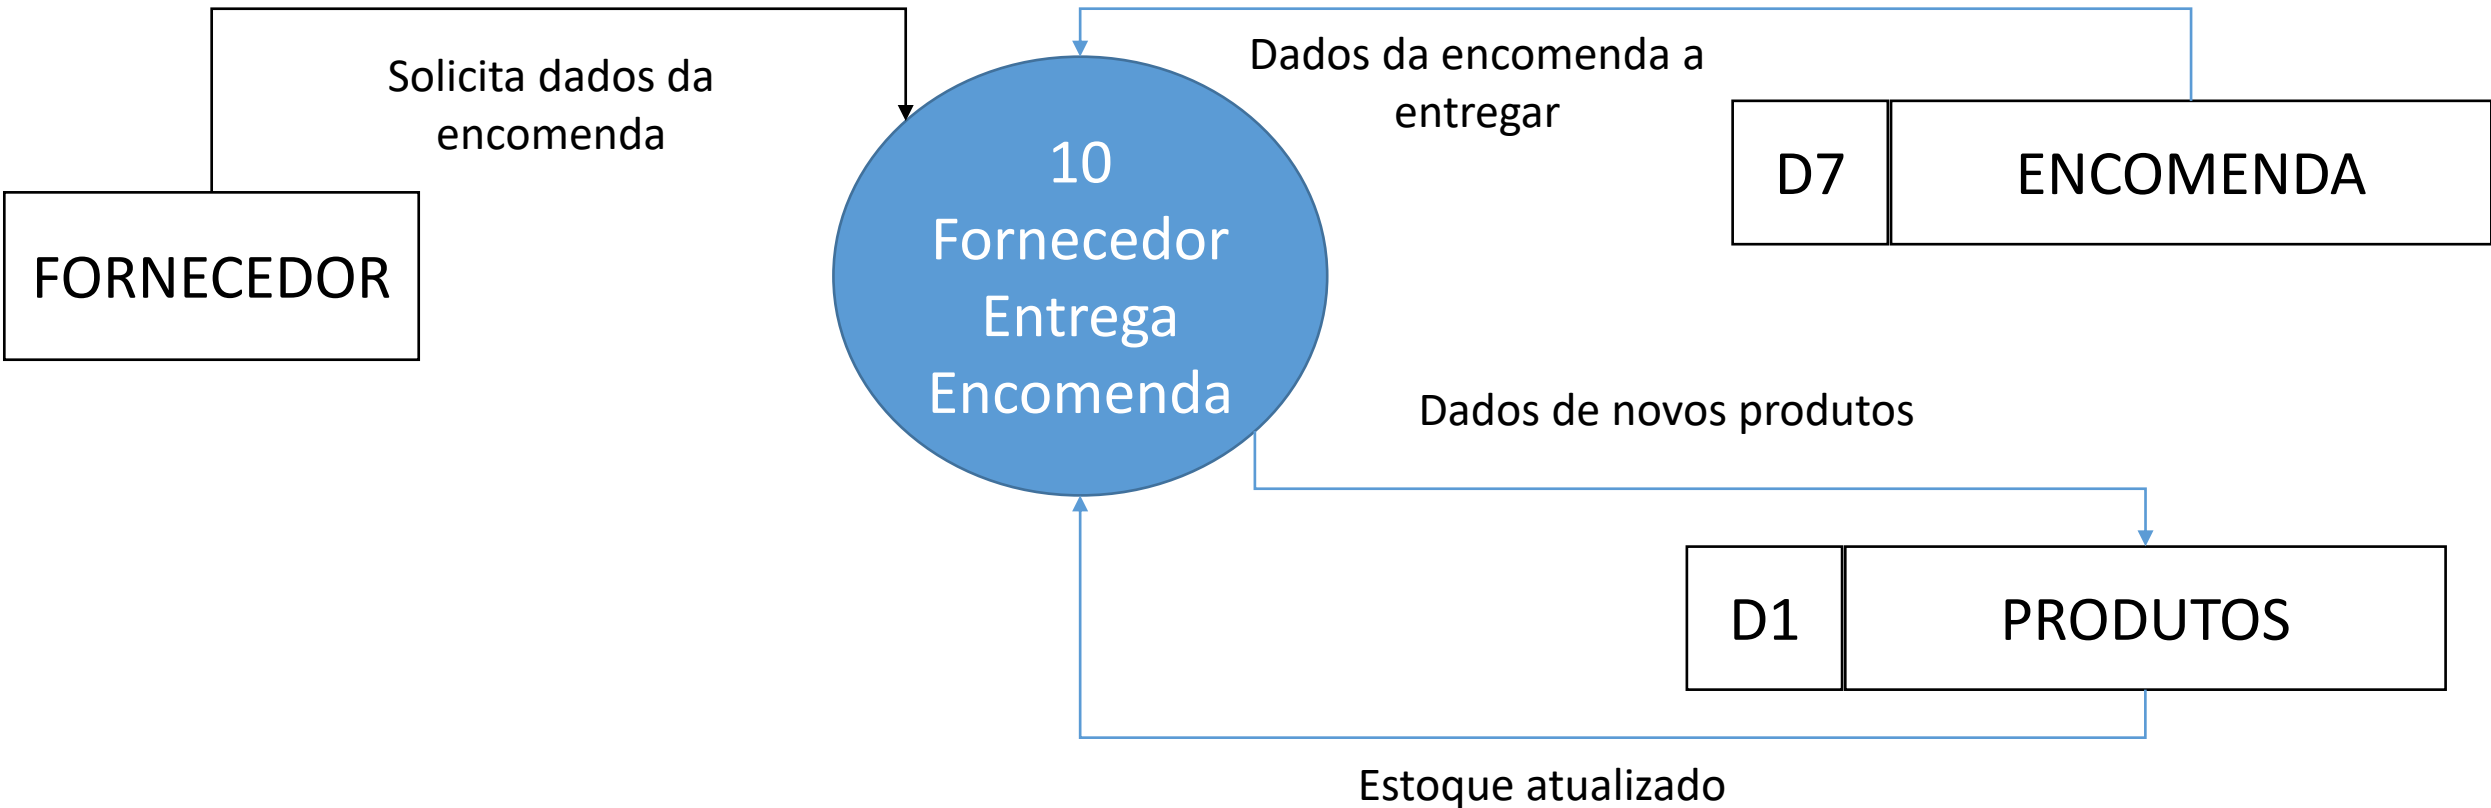 Solicita dados da
encomenda
Dados da encomenda a
entregar
FORNECEDOR
10
Fornecedor
Entrega
Encomenda
D7
ENCOMENDA
Dados de novos produtos
D1
PRODUTOS
Estoque atualizado